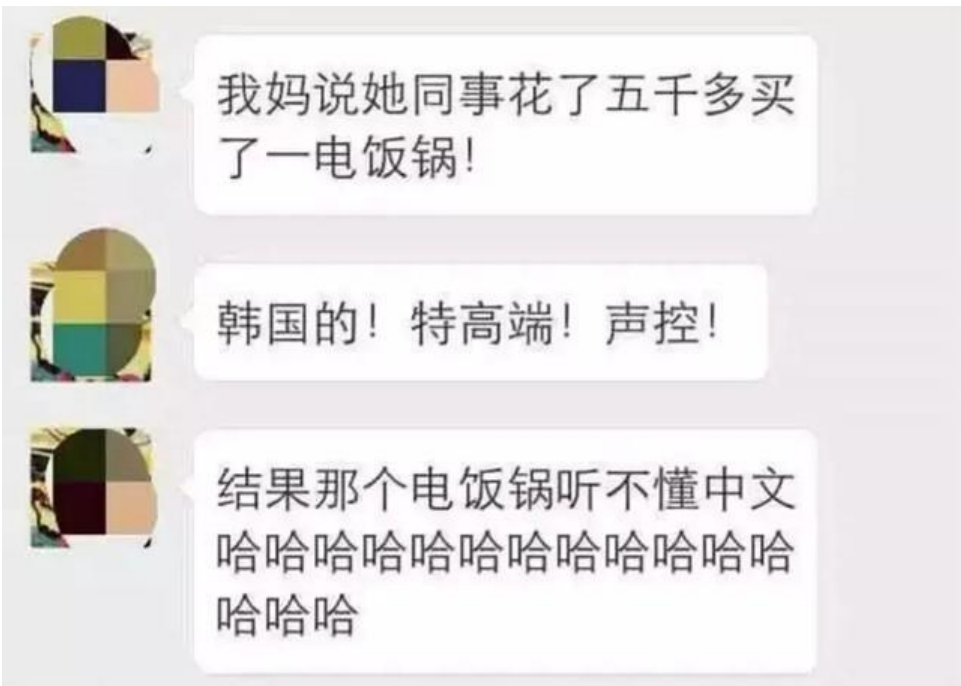 我妈说她同事花了五千多买
了一电饭锅！
韩国的！特高端！声控！
结果那个电饭锅听不懂中文
哈哈哈哈哈哈哈哈哈哈哈哈
哈哈哈